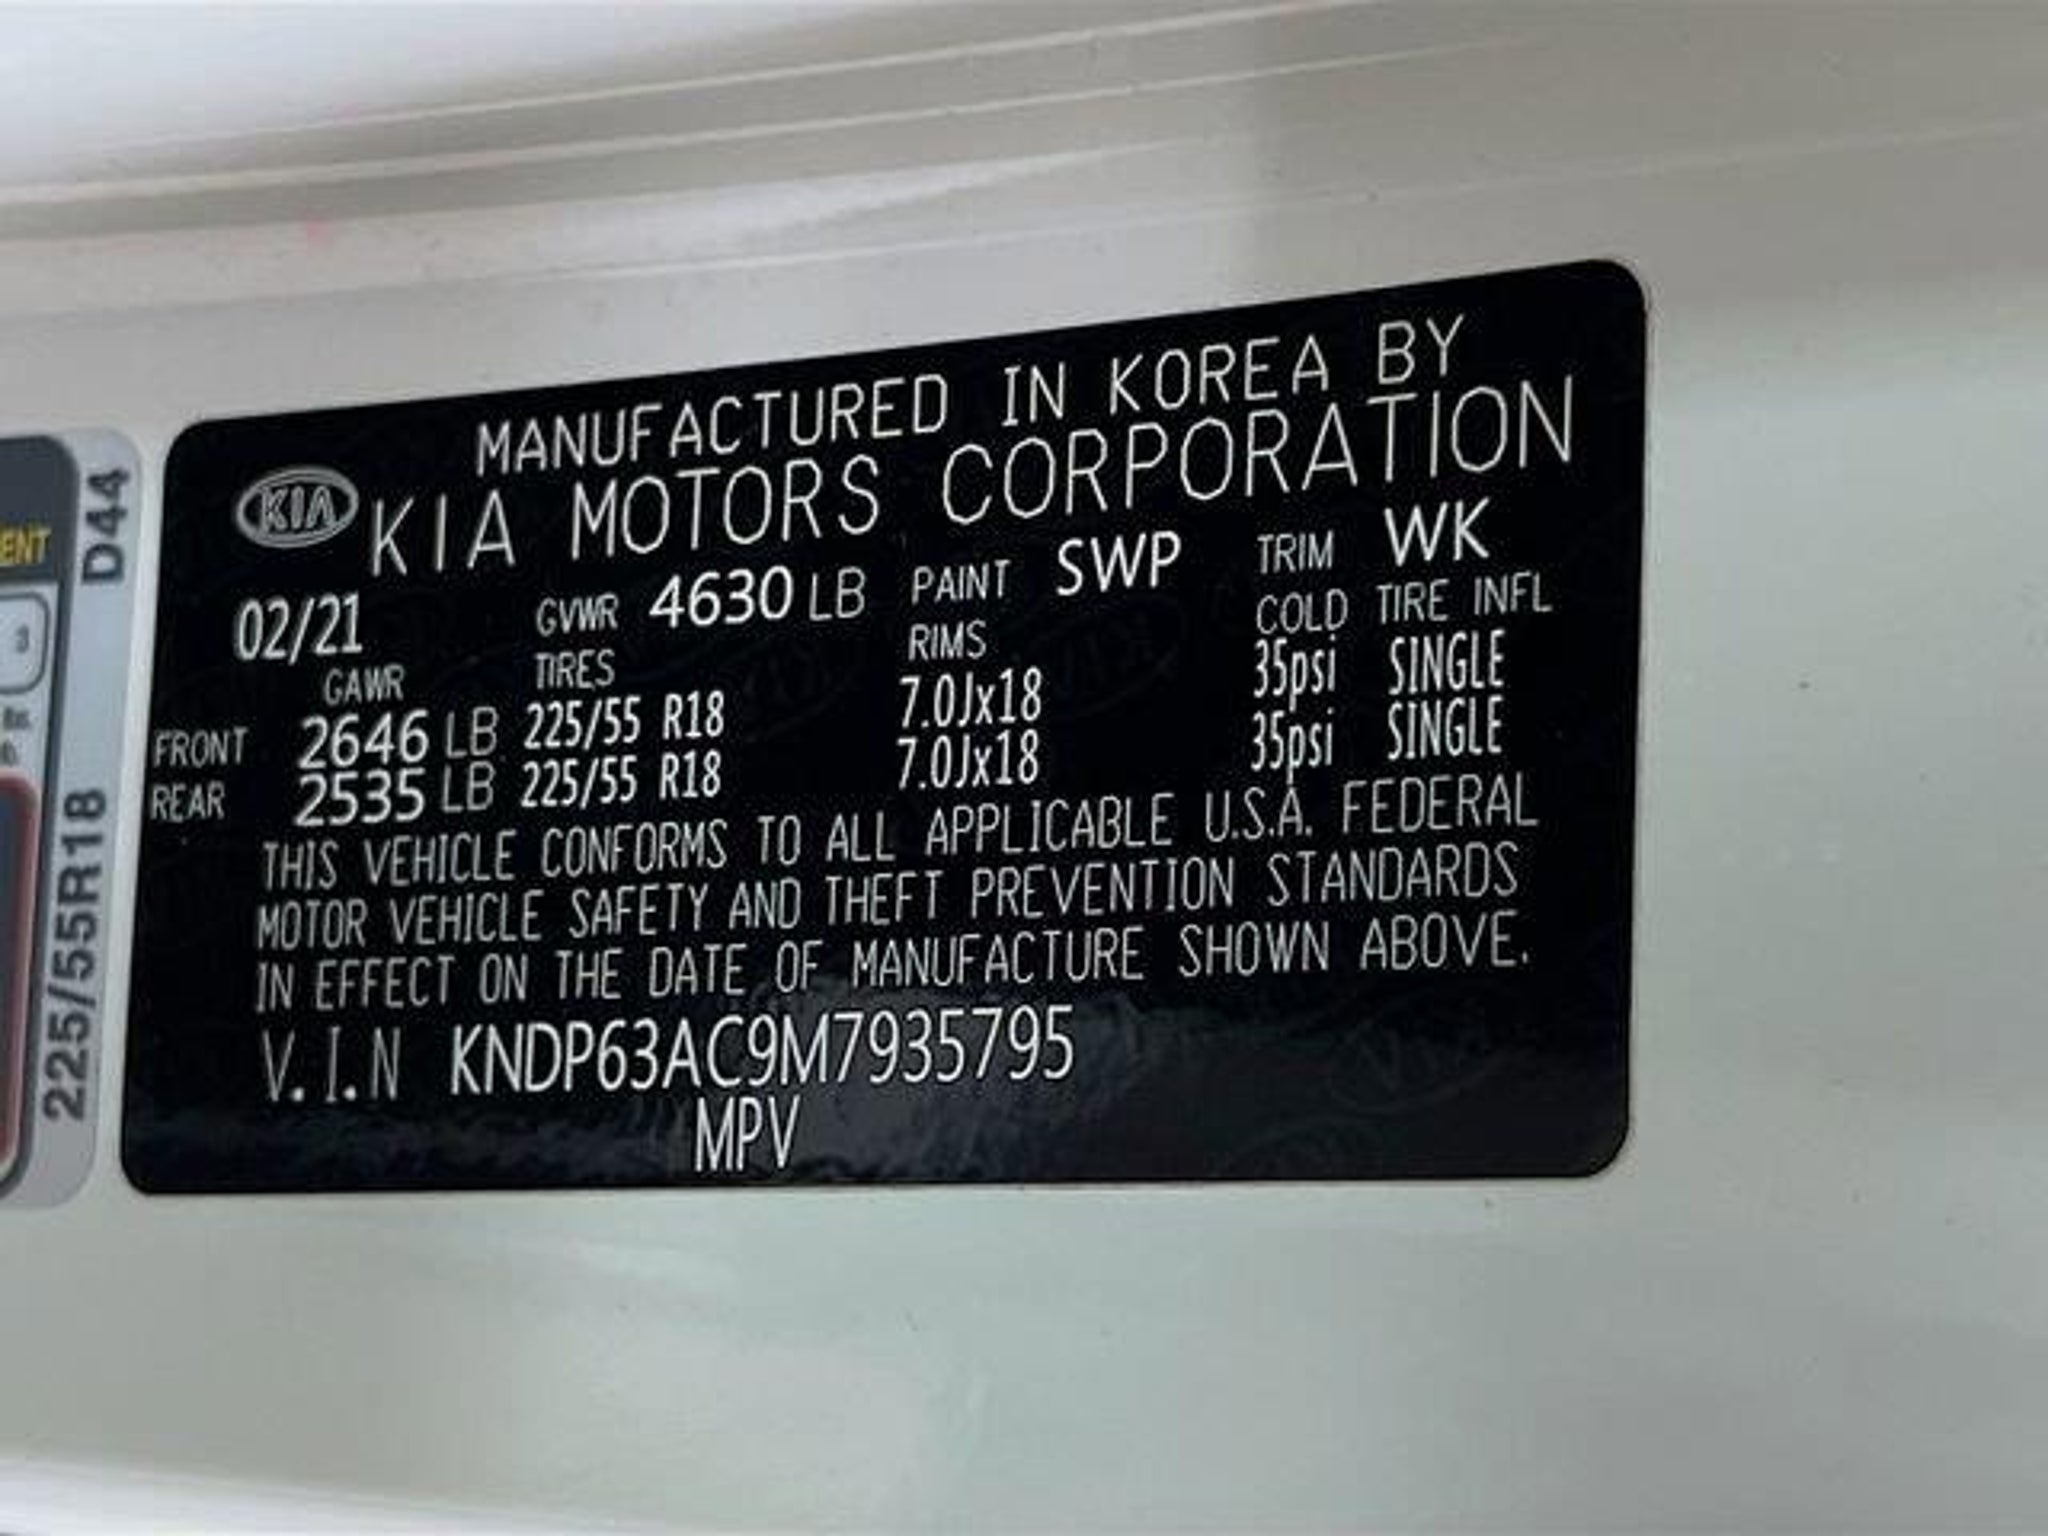 MANUFACTURED IN KOREA BY
KIA KIA MOTORS CORPORATION
02/21 GVWR 4630 LB PAINT SWP TRIM WK
GAWR TIRES RIMS COLD TIRE INFL
FRONT 2646 LB 225/55 R18 7.0Jx18 35psi SINGLE
REAR 2535 LB 225/55 R18 7.0Jx18 35psi SINGLE
THIS VEHICLE CONFORMS TO ALL APPLICABLE U.S.A. FEDERAL
MOTOR VEHICLE SAFETY AND THEFT PREVENTION STANDARDS
IN EFFECT ON THE DATE OF MANUFACTURE SHOWN ABOVE.
V.I.N KNDP63AC9M7935795
MPV
ENT
3
225/55R18 D44